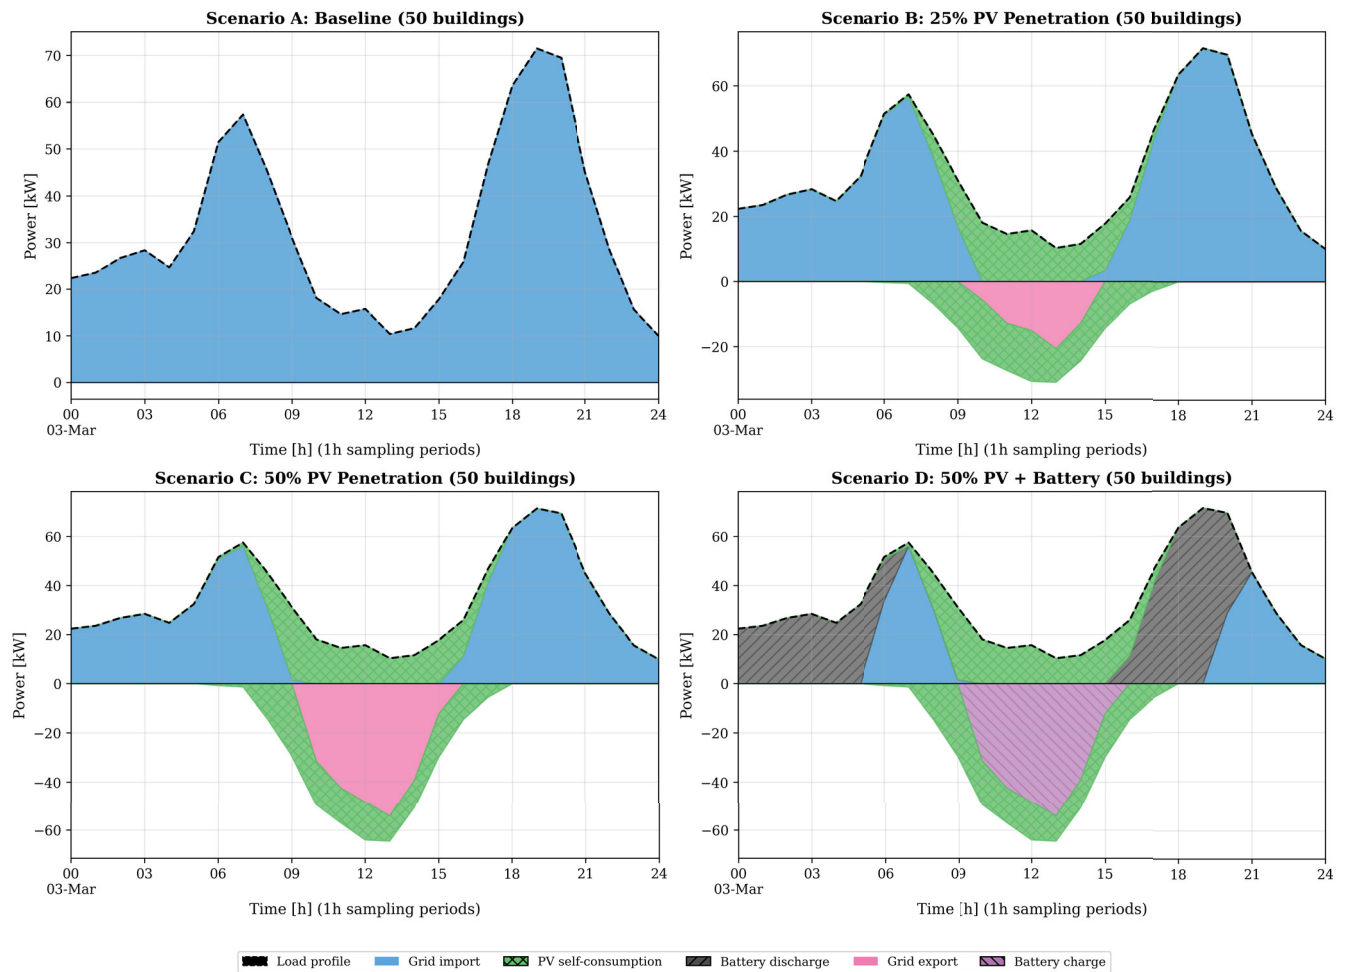 Scenario A: Baseline (50 buildings)
Power [kW]
70
60
50
40
30
20
10
0
00 03 06 09 12 15 18 21 24
03-Mar
Time [h] (1h sampling periods)
Scenario B: 25% PV Penetration (50 buildings)
Power [kW]
60
40
20
0
−20
00 03 06 09 12 15 18 21 24
03-Mar
Time [h] (1h sampling periods)
Scenario C: 50% PV Penetration (50 buildings)
Power [kW]
60
40
20
0
−20
−40
−60
00 03 06 09 12 15 18 21 24
03-Mar
Time [h] (1h sampling periods)
Scenario D: 50% PV + Battery (50 buildings)
Power [kW]
60
40
20
0
−20
−40
−60
00 03 06 09 12 15 18 21 24
03-Mar
Time [h] (1h sampling periods)
Load profile Grid import PV self-consumption Battery discharge Grid export Battery charge